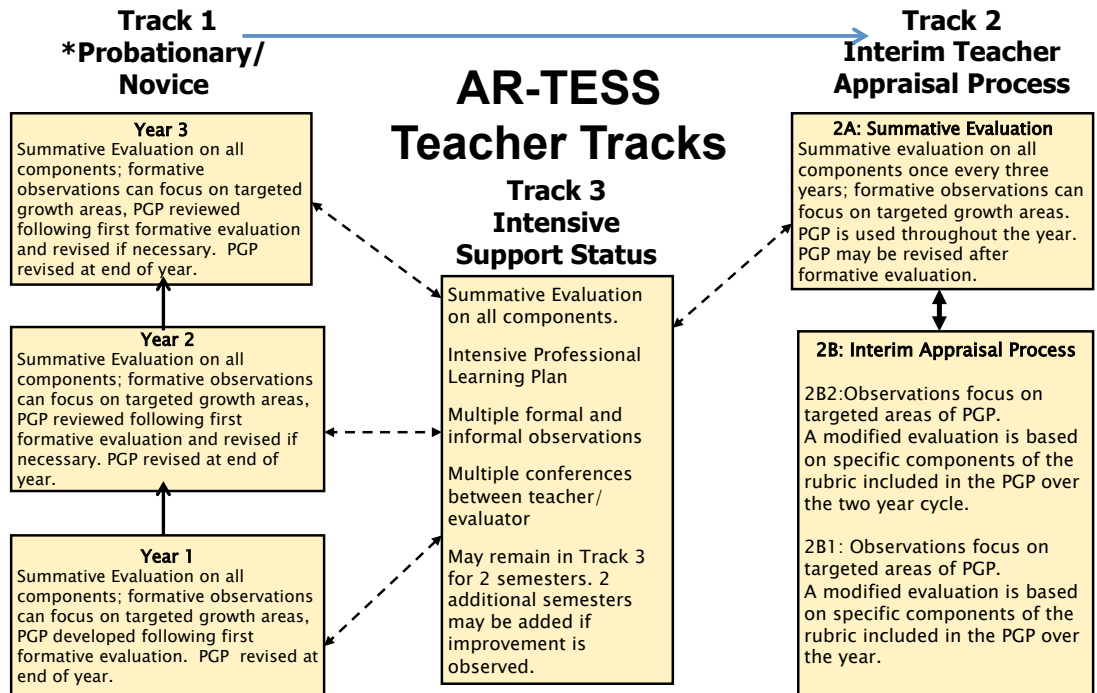 Track 1
*Probationary/
Novice
Year 3
Summative Evaluation on all
components; formative
observations can focus on targeted
growth areas, PGP reviewed
following first formative evaluation
and revised if necessary.  PGP
revised at end of year.
Year 2
Summative Evaluation on all
components; formative observations
can focus on targeted growth areas,
PGP reviewed following first
formative evaluation and revised if
necessary. PGP revised at end of
year.
Year 1
Summative Evaluation on all
components; formative observations
can focus on targeted growth areas,
PGP developed following first
formative evaluation.  PGP  revised at
end of year.
AR-TESS
Teacher Tracks
Track 3
Intensive
Support Status
Summative Evaluation
on all components.
Intensive Professional
Learning Plan
Multiple formal and
informal observations
Multiple conferences
between teacher/
evaluator
May remain in Track 3
for 2 semesters. 2
additional semesters
may be added if
improvement is
observed.
Track 2
Interim Teacher
Appraisal Process
2A: Summative Evaluation
Summative evaluation on all
components once every three
years; formative observations can
focus on targeted growth areas.
PGP is used throughout the year.
PGP may be revised after
formative evaluation.
2B: Interim Appraisal Process
2B2:Observations focus on
targeted areas of PGP.
A modified evaluation is based
on specific components of the
rubric included in the PGP over
the two year cycle.
2B1: Observations focus on
targeted areas of PGP.
A modified evaluation is based
on specific components of the
rubric included in the PGP over
the year.